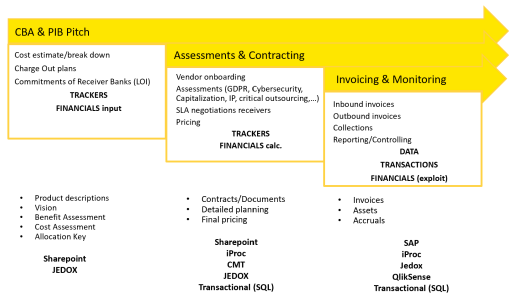 CBA & PIB Pitch
Cost estimate/break down
Charge Out plans
Commitments of Receiver Banks (LOI)
TRACKERS
FINANCIALS input
Assessments & Contracting
Vendor onboarding
Assessments (GDPR, Cybersecurity,
Capitalization, IP, critical outsourcing,...)
SLA negotiations receivers
Pricing
TRACKERS
FINANCIALS calc.
Invoicing & Monitoring
Inbound invoices
Outbound invoices
Collections
Reporting/Controlling
DATA
TRANSACTIONS
FINANCIALS (exploit)
• Product descriptions
• Vision
• Benefit Assessment
• Cost Assessment
• Allocation Key
Sharepoint
JEDOX
• Contracts/Documents
• Detailed planning
• Final pricing
Sharepoint
iProc
CMT
JEDOX
Transactional (SQL)
• Invoices
• Assets
• Accruals
SAP
iProc
Jedox
QlikSense
Transactional (SQL)